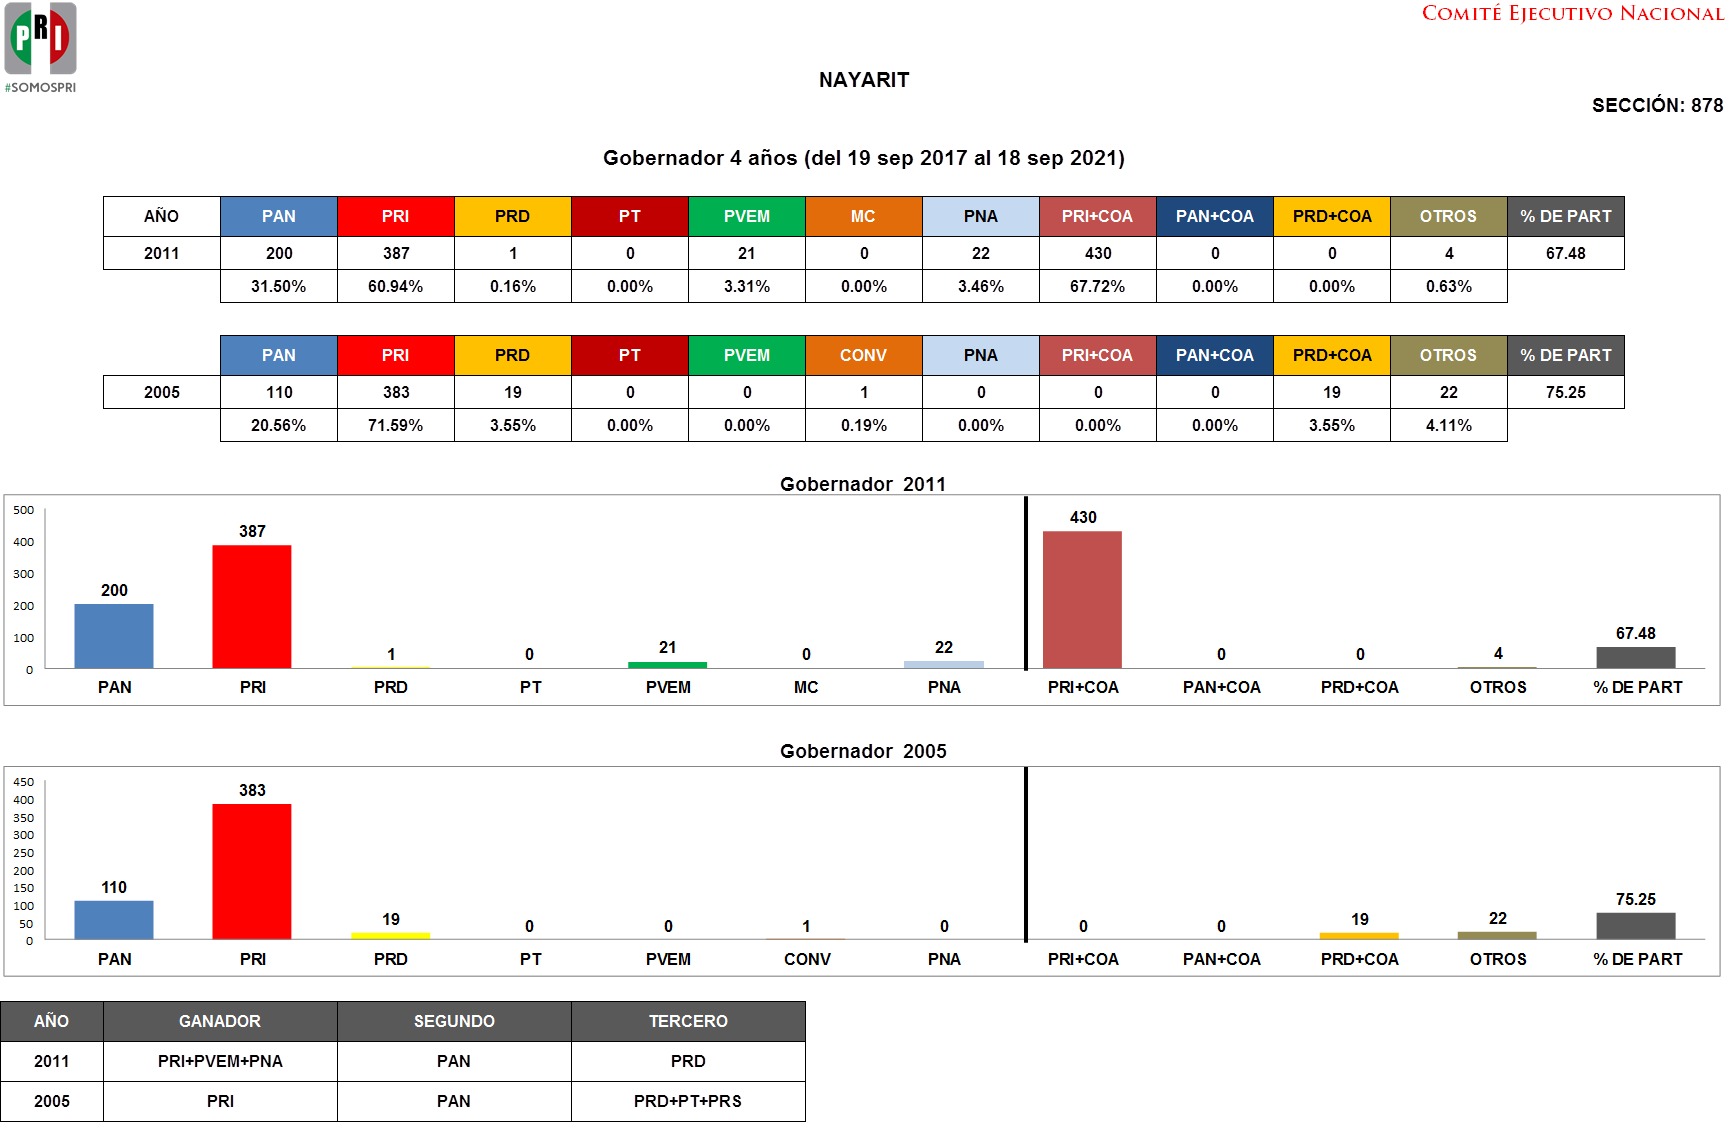 PRI
#SOMOSPRI
COMITÉ EJECUTIVO NACIONAL
NAYARIT
SECCIÓN: 878
Gobernador 4 años (del 19 sep 2017 al 18 sep 2021)
AÑO PAN PRI PRD PT PVEM MC PNA PRI+COA PAN+COA PRD+COA OTROS % DE PART
2011 200 387 1 0 21 0 22 430 0 0 4 67.48
31.50% 60.94% 0.16% 0.00% 3.31% 0.00% 3.46% 67.72% 0.00% 0.00% 0.63%
PAN PRI PRD PT PVEM CONV PNA PRI+COA PAN+COA PRD+COA OTROS % DE PART
2005 110 383 19 0 0 1 0 0 0 19 22 75.25
20.56% 71.59% 3.55% 0.00% 0.00% 0.19% 0.00% 0.00% 0.00% 3.55% 4.11%
Gobernador 2011
500
400
300
200
100
0
200 387 1 0 21 0 22 430 0 0 4 67.48
PAN PRI PRD PT PVEM MC PNA PRI+COA PAN+COA PRD+COA OTROS % DE PART
Gobernador 2005
450
400
350
300
250
200
150
100
50
0
110 383 19 0 0 1 0 0 0 19 22 75.25
PAN PRI PRD PT PVEM CONV PNA PRI+COA PAN+COA PRD+COA OTROS % DE PART
AÑO GANADOR SEGUNDO TERCERO
2011 PRI+PVEM+PNA PAN PRD
2005 PRI PAN PRD+PT+PRS